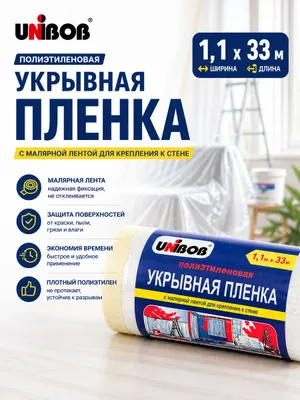 UNIBOB®
ПОЛИЭТИЛЕНОВАЯ
УКРЫВНАЯ
ПЛЕНКА
С МАЛЯРНОЙ ЛЕНТОЙ ДЛЯ КРЕПЛЕНИЯ К СТЕНЕ
1,1 x 33 м
ШИРИНА
ДЛИНА
МАЛЯРНАЯ ЛЕНТА
надежная фиксация,
не отклеивается
ЗАЩИТА ПОВЕРХНОСТЕЙ
от краски, пыли,
грязи и влаги
ЭКОНОМИЯ ВРЕМЕНИ
быстрое и удобное
применение
ПЛОТНЫЙ ПОЛИЭТИЛЕН
не протекает,
устойчив к разрывам
UNIBOB®
1,1м x 33м
ПОЛИЭТИЛЕНОВАЯ
УКРЫВНАЯ ПЛЕНКА
с малярной лентой для крепления к стене